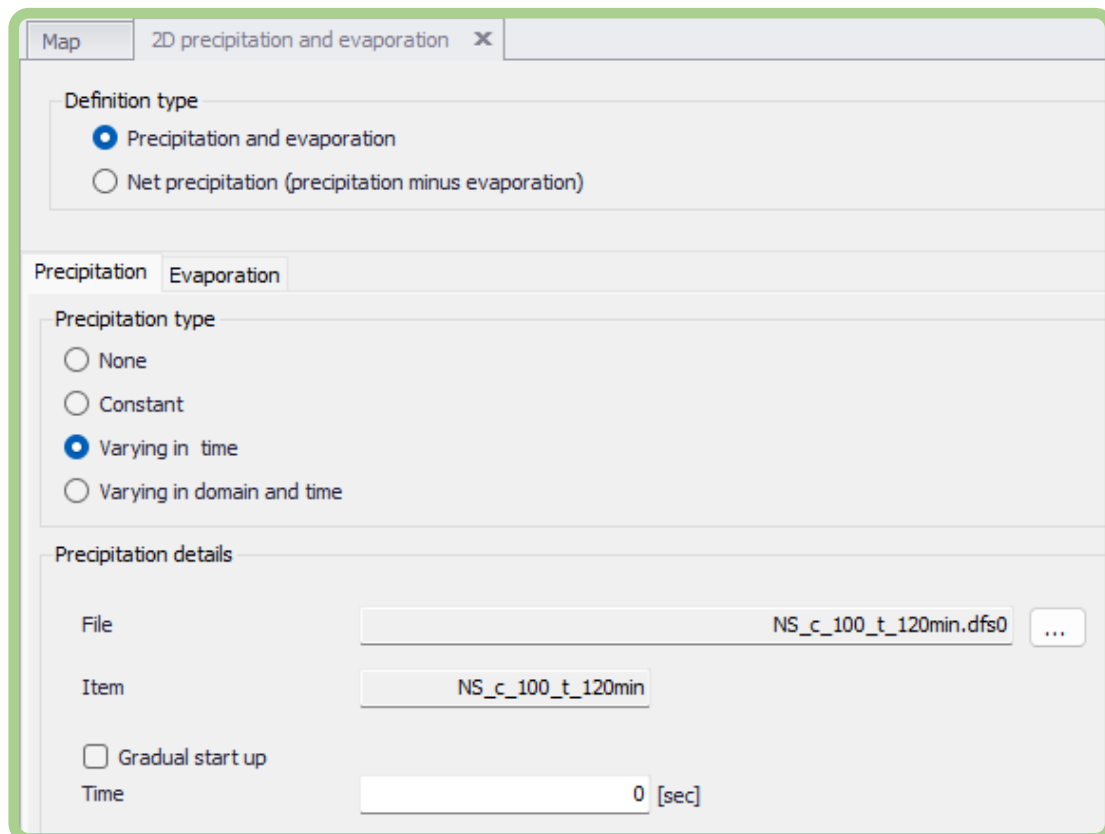 Map 2D precipitation and evaporation
Definition type
Precipitation and evaporation
Net precipitation (precipitation minus evaporation)
Precipitation Evaporation
Precipitation type
None
Constant
Varying in  time
Varying in domain and time
Precipitation details
File NS_c_100_t_120min.dfs0 ...
Item NS_c_100_t_120min
Gradual start up
Time 0 [sec]